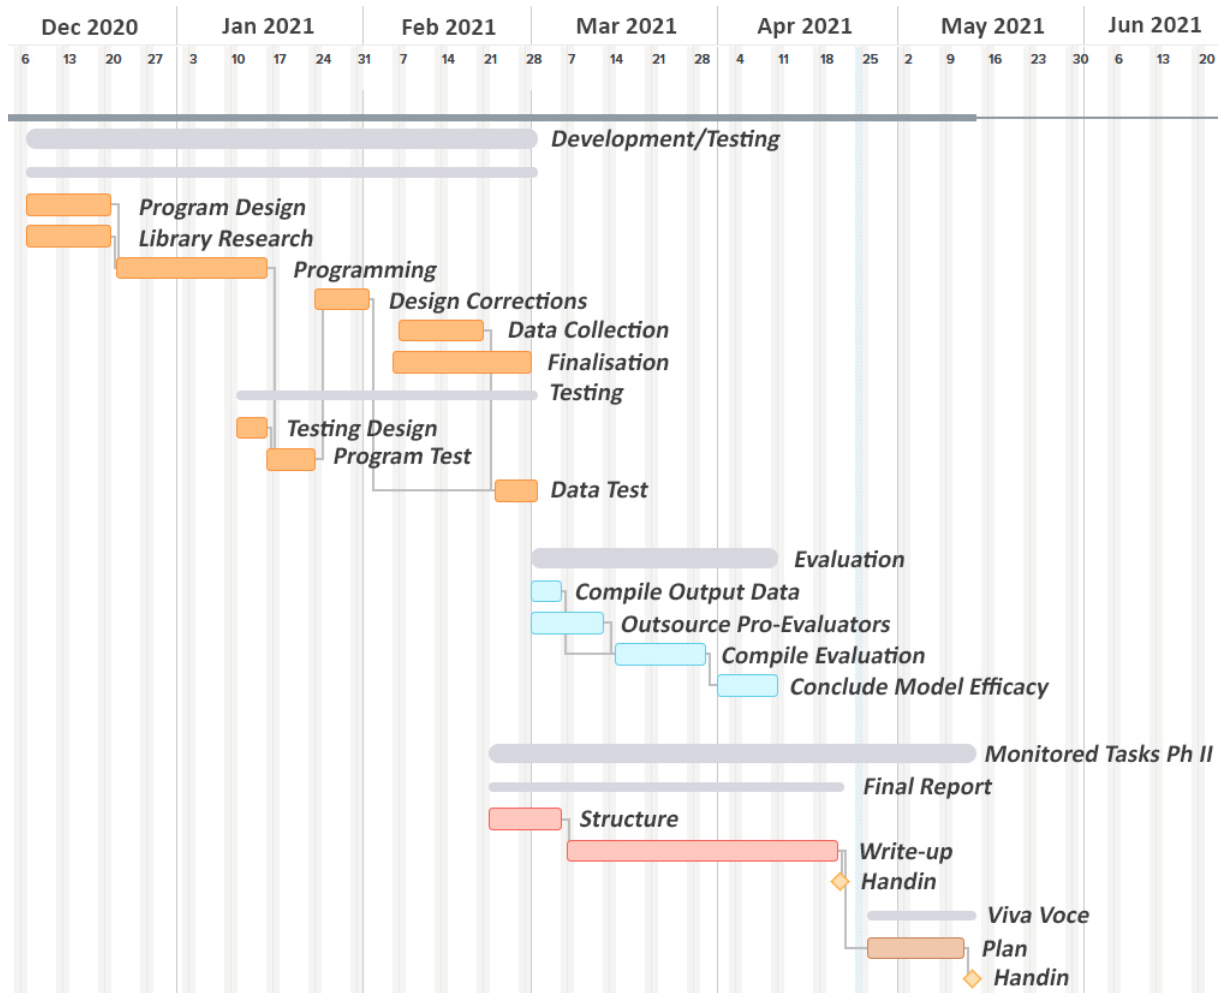 Dec 2020 Jan 2021 Feb 2021 Mar 2021 Apr 2021 May 2021 Jun 2021
6 13 20 27 3 10 17 24 31 7 14 21 28 7 14 21 28 4 11 18 25 2 9 16 23 30 6 13 20
Development/Testing
Program Design
Library Research
Programming
Design Corrections
Data Collection
Finalisation
Testing
Testing Design
Program Test
Data Test
Evaluation
Compile Output Data
Outsource Pro-Evaluators
Compile Evaluation
Conclude Model Efficacy
Monitored Tasks Ph II
Final Report
Structure
Write-up
Handin
Viva Voce
Plan
Handin